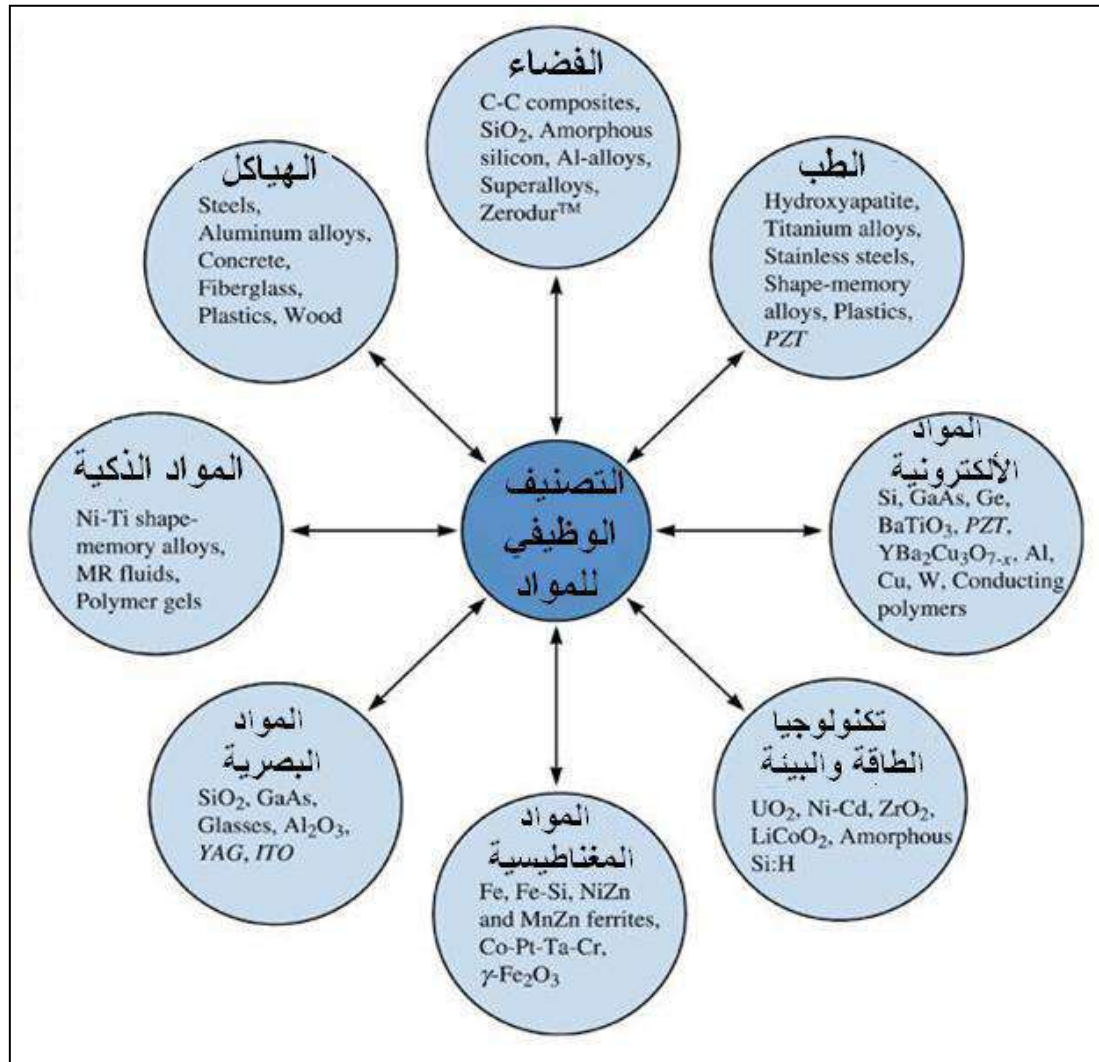 الفضاء
C-C composites,
SiO₂, Amorphous
silicon, Al-alloys,
Superalloys,
Zerodur™
الطب
Hydroxyapatite,
Titanium alloys,
Stainless steels,
Shape-memory
alloys, Plastics,
PZT
المواد
الألكترونية
Si, GaAs, Ge,
BaTiO₃, PZT,
YBa₂Cu₃O₇₋ₓ, Al,
Cu, W, Conducting
polymers
تكنولوجيا
الطاقة والبيئة
UO₂, Ni-Cd, ZrO₂,
LiCoO₂, Amorphous
Si:H
المواد
المغناطيسية
Fe, Fe-Si, NiZn
and MnZn ferrites,
Co-Pt-Ta-Cr,
γ-Fe₂O₃
المواد
البصرية
SiO₂, GaAs,
Glasses, Al₂O₃,
YAG, ITO
المواد الذكية
Ni-Ti shape-
memory alloys,
MR fluids,
Polymer gels
الهياكل
Steels,
Aluminum alloys,
Concrete,
Fiberglass,
Plastics, Wood
التصنيف
الوظيفي
للمواد